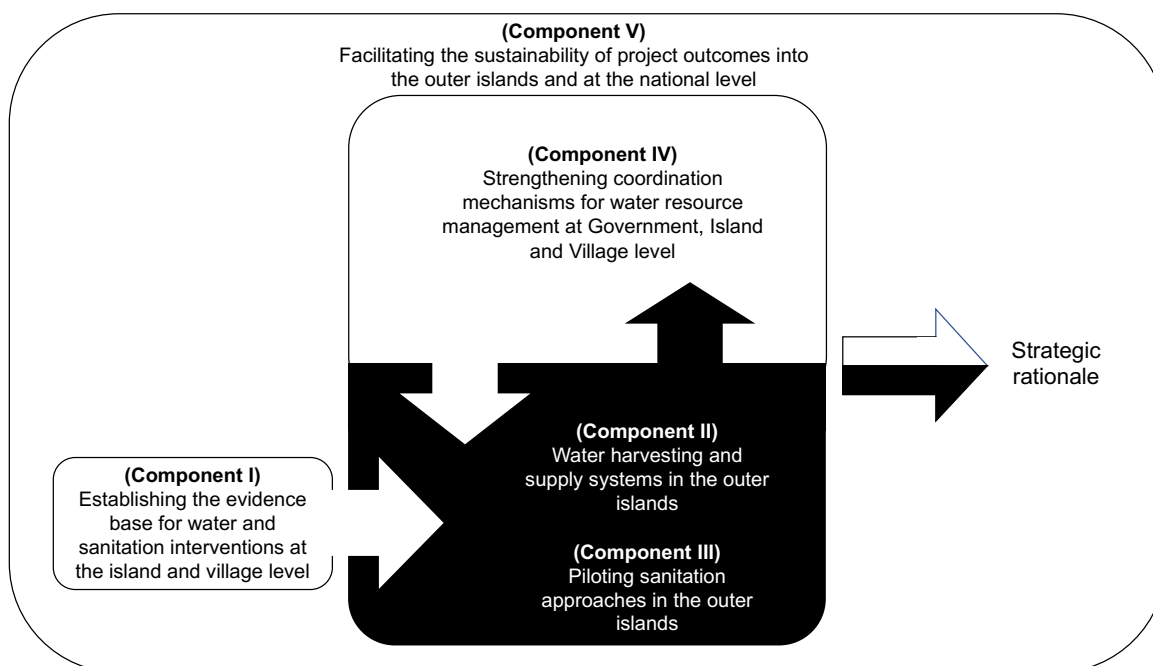 (Component V)
Facilitating the sustainability of project outcomes into
the outer islands and at the national level
(Component IV)
Strengthening coordination
mechanisms for water resource
management at Government, Island
and Village level
Strategic
rationale
(Component II)
Water harvesting and
supply systems in the outer
islands
(Component I)
Establishing the evidence
base for water and
sanitation interventions at
the island and village level
(Component III)
Piloting sanitation
approaches in the outer
islands